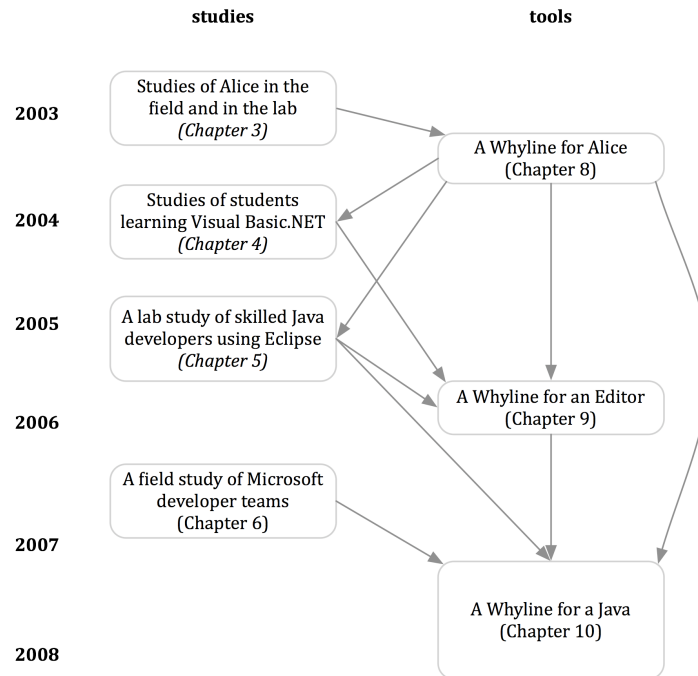 studies
tools
2003
Studies of Alice in the
field and in the lab
(Chapter 3)
A Whyline for Alice
(Chapter 8)
2004
Studies of students
learning Visual Basic.NET
(Chapter 4)
2005
A lab study of skilled Java
developers using Eclipse
(Chapter 5)
A Whyline for an Editor
(Chapter 9)
2006
A field study of Microsoft
developer teams
(Chapter 6)
2007
A Whyline for a Java
(Chapter 10)
2008